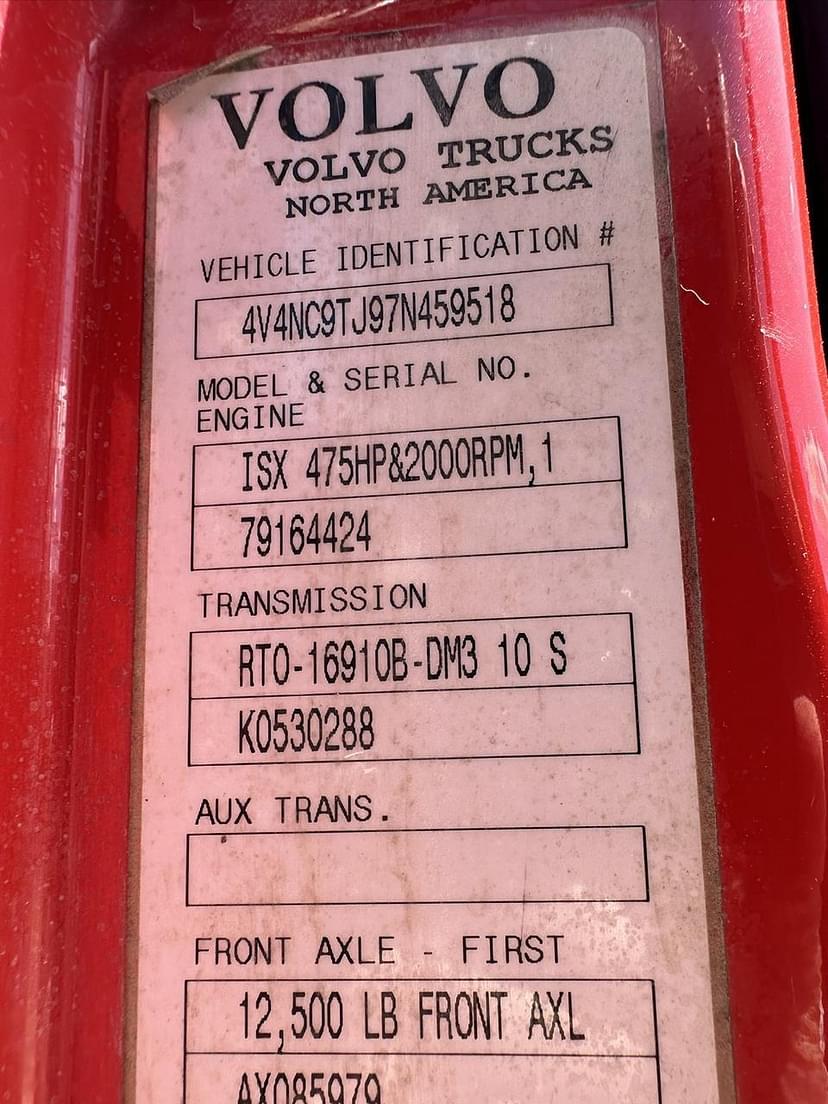 VOLVO
VOLVO TRUCKS
NORTH AMERICA
VEHICLE IDENTIFICATION #
4V4NC9TJ97N459518
MODEL & SERIAL NO.
ENGINE
ISX 475HP&2000RPM,1
79164424
TRANSMISSION
RTO-16910B-DM3 10 S
K0530288
AUX TRANS.
FRONT AXLE - FIRST
12,500 LB FRONT AXL
AX085979